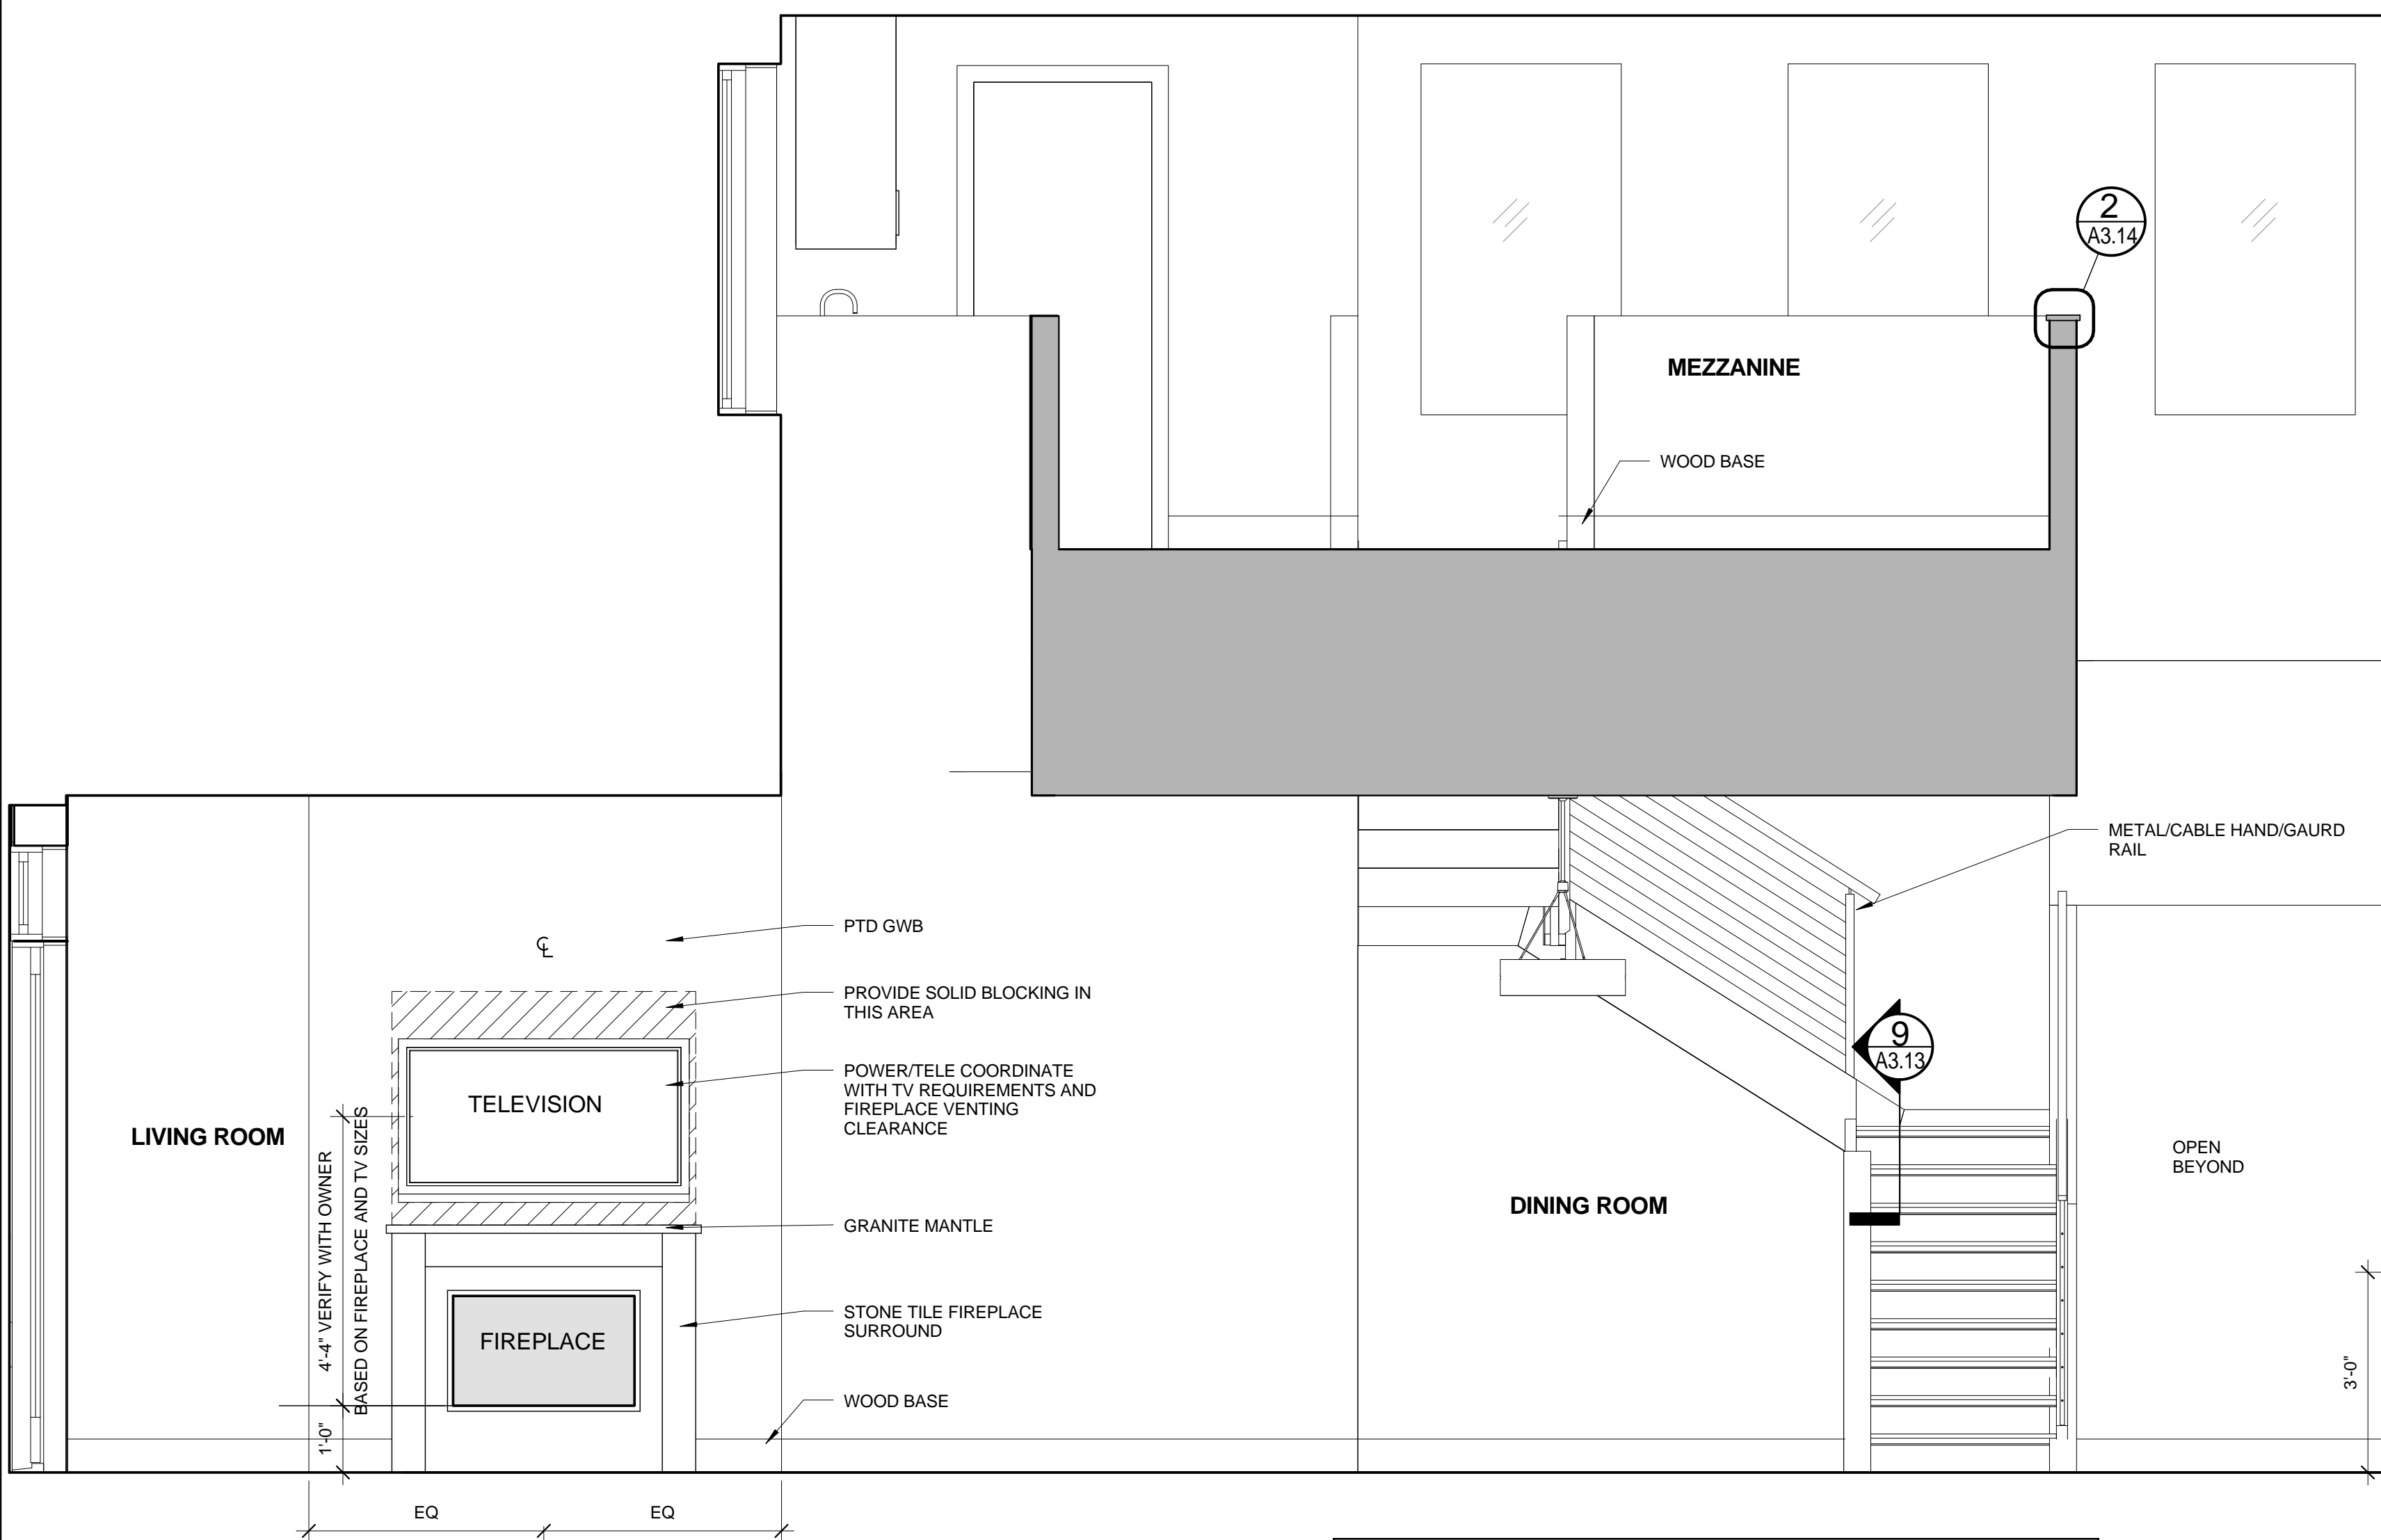 2
A3.14
MEZZANINE
WOOD BASE
METAL/CABLE HAND/GAURD
RAIL
PTD GWB
℄
PROVIDE SOLID BLOCKING IN
THIS AREA
9
A3.13
POWER/TELE COORDINATE
WITH TV REQUIREMENTS AND
FIREPLACE VENTING
CLEARANCE
TELEVISION
LIVING ROOM
OPEN
BEYOND
DINING ROOM
4'-4" VERIFY WITH OWNER
BASED ON FIREPLACE AND TV SIZES
GRANITE MANTLE
STONE TILE FIREPLACE
SURROUND
FIREPLACE
3'-0"
WOOD BASE
1'-0"
EQ
EQ